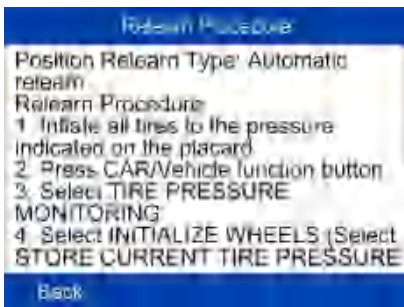 Relearn Procedure
Position Relearn Type: Automatic
relearn
Relearn Procedure
1. Inflate all tires to the pressure
indicated on the placard
2. Press CAR/Vehicle function button
3. Select TIRE PRESSURE
MONITORING
4. Select INITIALIZE WHEELS (Select
STORE CURRENT TIRE PRESSURE
Back